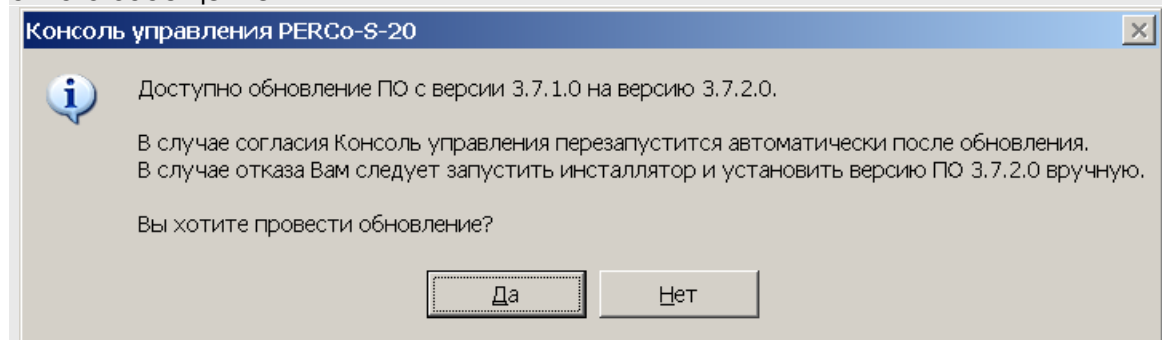 Консоль управления PERCo-S-20
Доступно обновление ПО с версии 3.7.1.0 на версию 3.7.2.0.
В случае согласия Консоль управления перезапустится автоматически после обновления.
В случае отказа Вам следует запустить инсталлятор и установить версию ПО 3.7.2.0 вручную.
Вы хотите провести обновление?
Да Нет